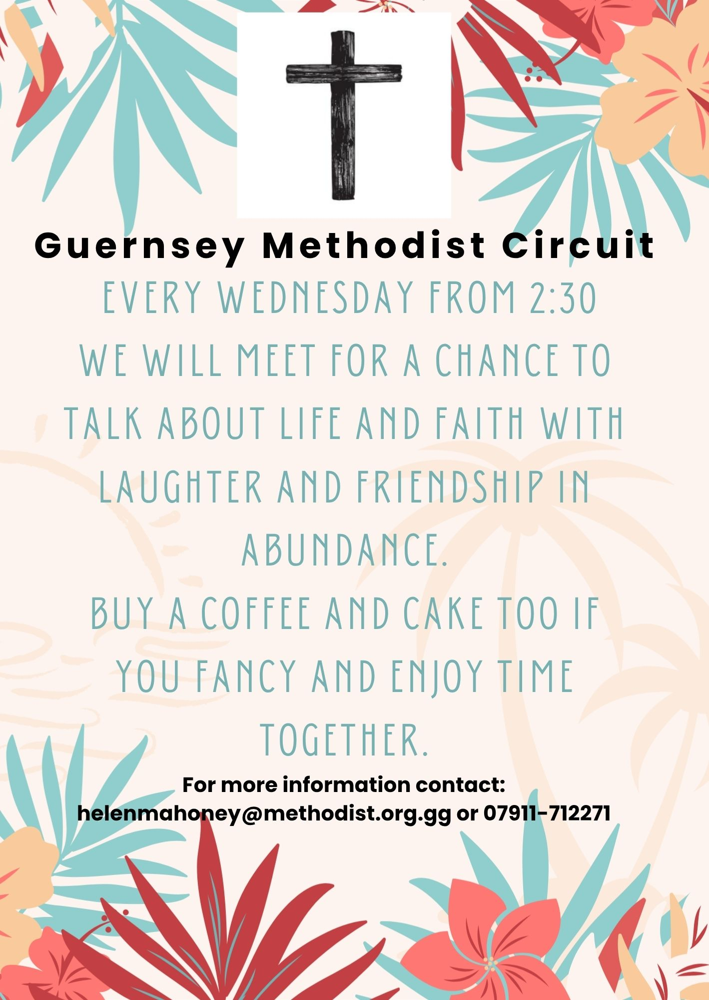 Guernsey Methodist Circuit
EVERY WEDNESDAY FROM 2:30
WE WILL MEET FOR A CHANCE TO
TALK ABOUT LIFE AND FAITH WITH
LAUGHTER AND FRIENDSHIP IN
ABUNDANCE.
BUY A COFFEE AND CAKE TOO IF
YOU FANCY AND ENJOY TIME
TOGETHER.
For more information contact:
helenmahoney@methodist.org.gg or 07911-712271